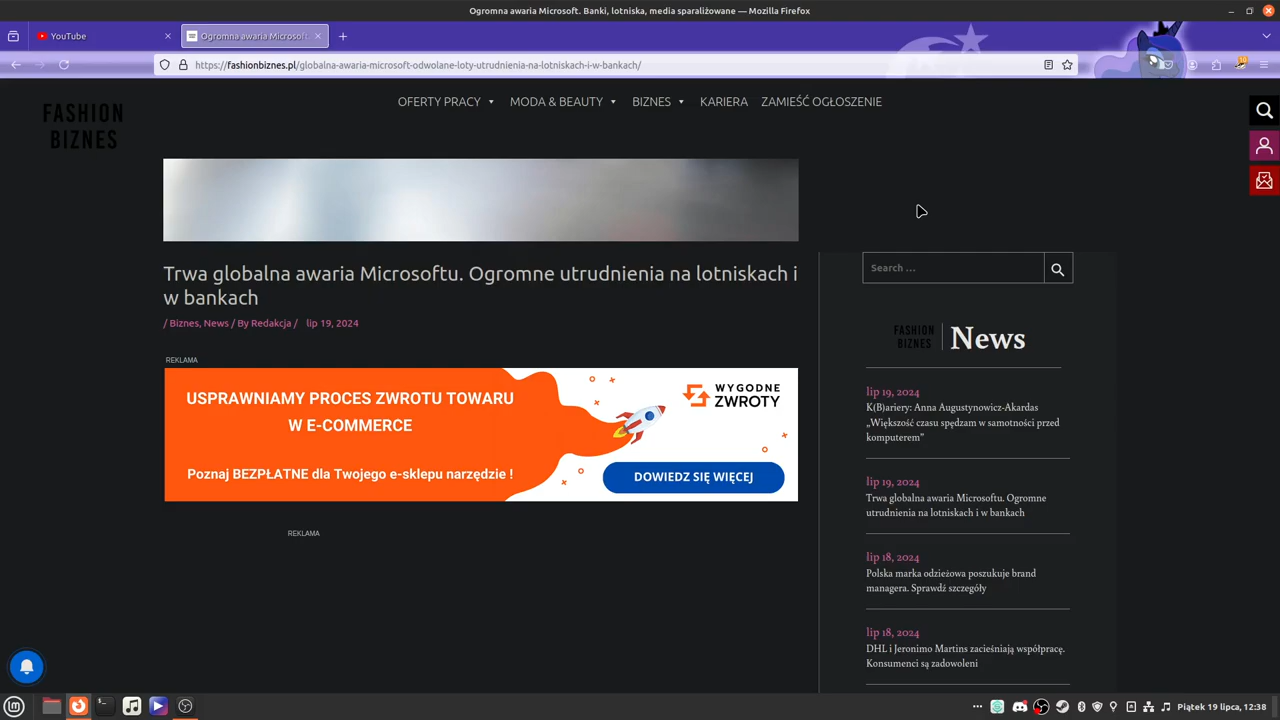 Ogromna awaria Microsoft. Banki, lotniska, media sparaliżowane — Mozilla Firefox
YouTube
Ogromna awaria Microsoft.
https://fashionbiznes.pl/globalna-awaria-microsoft-odwolane-loty-utrudnienia-na-lotniskach-i-w-bankach/
FASHION
BIZNES
OFERTY PRACY
MODA & BEAUTY
BIZNES
KARIERA
ZAMIEŚĆ OGŁOSZENIE
Trwa globalna awaria Microsoftu. Ogromne utrudnienia na lotniskach i
w bankach
/ Biznes, News / By Redakcja / lip 19, 2024
REKLAMA
USPRAWNIAMY PROCES ZWROTU TOWARU
W E-COMMERCE
Poznaj BEZPŁATNE dla Twojego e-sklepu narzędzie !
WYGODNE
ZWROTY
DOWIEDZ SIĘ WIĘCEJ
REKLAMA
Search ...
FASHION
BIZNES
News
lip 19, 2024
K(B)ariery: Anna Augustynowicz-Akardas
„Większość czasu spędzam w samotności przed
komputerem”
lip 19, 2024
Trwa globalna awaria Microsoftu. Ogromne
utrudnienia na lotniskach i w bankach
lip 18, 2024
Polska marka odzieżowa poszukuje brand
managera. Sprawdź szczegóły
lip 18, 2024
DHL i Jeronimo Martins zacieśniają współpracę.
Konsumenci są zadowoleni
Piątek 19 lipca, 12:38